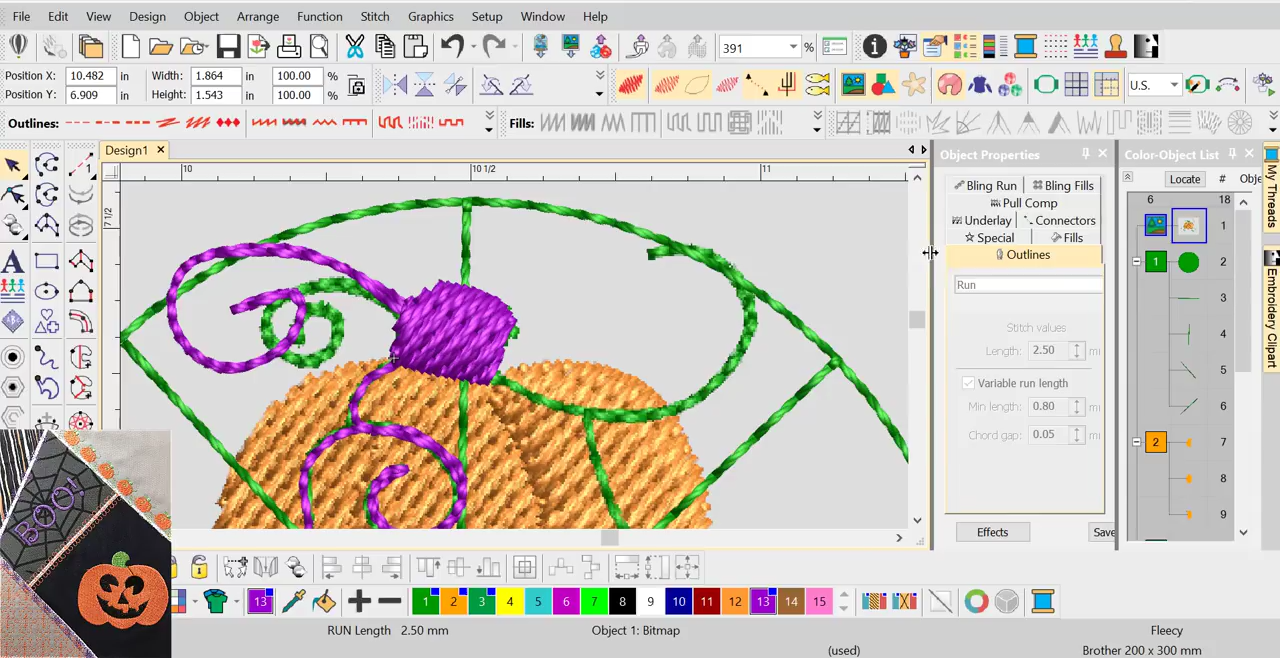 File Edit View Design Object Arrange Function Stitch Graphics Setup Window Help
391 %
Position X: 10.482 in Width: 1.864 in 100.00 %
Position Y: 6.909 in Height: 1.543 in 100.00 %
U.S.
Outlines: Fills:
Design1
Object Properties
Color-Object List
10 10 1/2 11
7 1/2
Bling Run Bling Fills
Pull Comp
Underlay Connectors
Special Fills
Outlines
Run
Stitch values
Length: 2.50
Variable run length
Min length: 0.80
Chord gap: 0.05
Effects Save
Locate # Obje
6 18
1
1 2
3
4
5
6
2 7
8
9
My Threads
Embroidery Clipart
BOO!
13 1 2 3 4 5 6 7 8 9 10 11 12 13 14 15
RUN Length 2.50 mm Object 1: Bitmap Fleecy
(used) Brother 200 x 300 mm